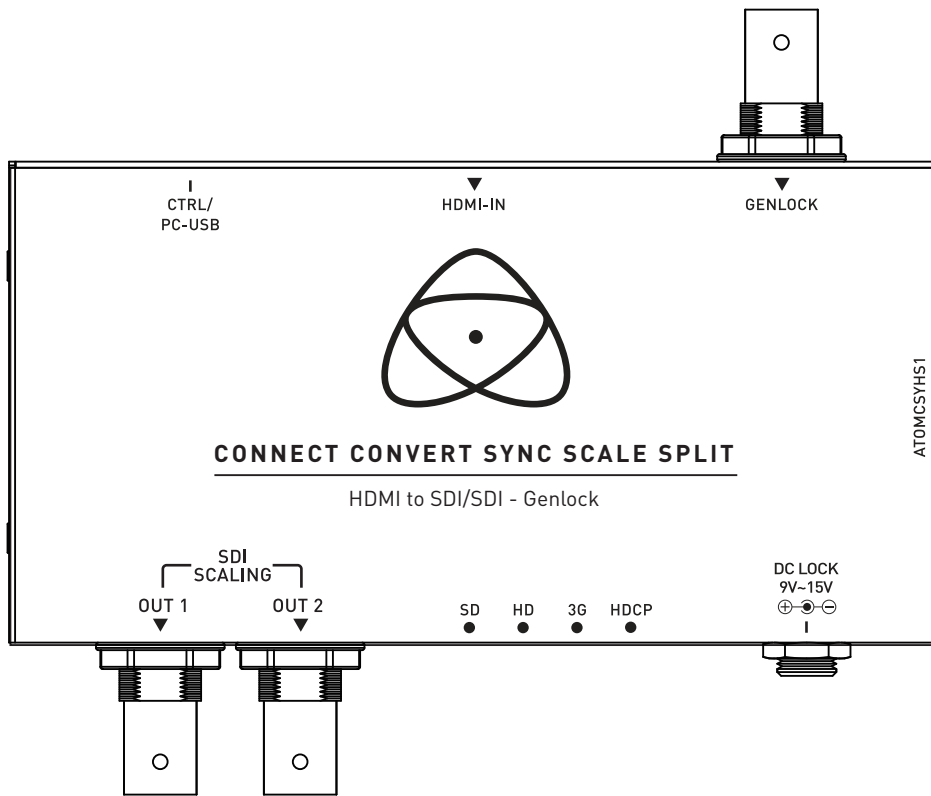 CTRL/
PC-USB
HDMI-IN
GENLOCK
ATOMCSYHS1
CONNECT CONVERT SYNC SCALE SPLIT
HDMI to SDI/SDI - Genlock
SDI
SCALING
OUT 1
OUT 2
SD
HD
3G
HDCP
DC LOCK
9V~15V